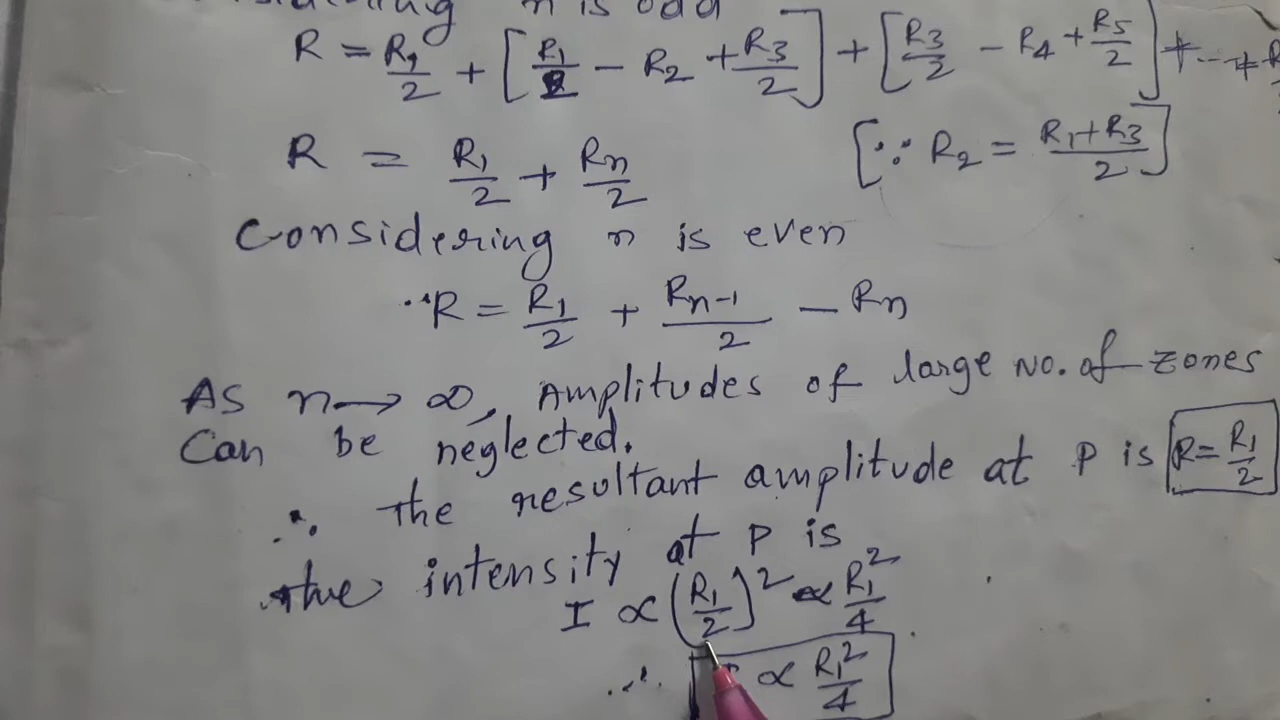 n is odd
R = R1/2 + [R1/2 - R2 + R3/2] + [R3/2 - R4 + R5/2] + --- +
R = R1/2 + Rn/2 [∵ R2 = R1+R3/2]
Considering n is even
∴ R = R1/2 + Rn-1/2 - Rn
As n → ∞, Amplitudes of large No. of zones
can be neglected.
∴ the resultant amplitude at P is R = R1/2
the intensity at P is
I ∝ (R1/2)² ∝ R1²/4
∴ ∝ R1²/4